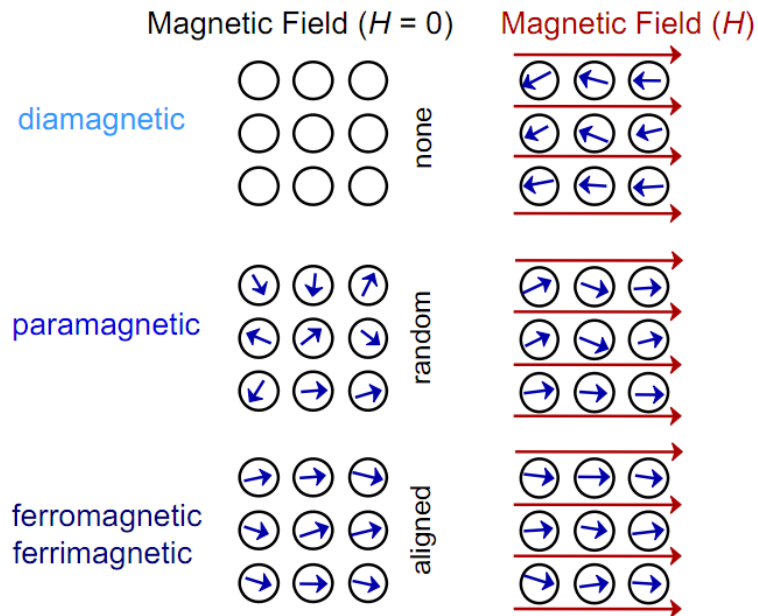 Magnetic Field (H = 0)
Magnetic Field (H)
diamagnetic
none
paramagnetic
random
ferromagnetic
ferrimagnetic
aligned